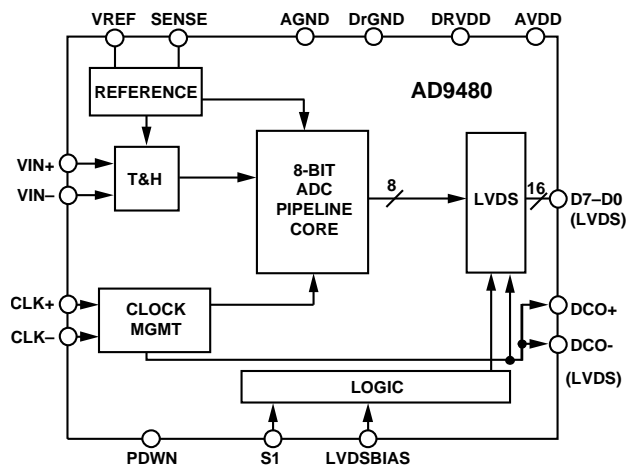 VREF SENSE AGND DrGND DRVDD AVDD
REFERENCE
AD9480
VIN+
VIN–
T&H
8-BIT
ADC
PIPELINE
CORE
8
LVDS
16
D7–D0
(LVDS)
CLK+
CLK–
CLOCK
MGMT
DCO+
DCO-
(LVDS)
LOGIC
PDWN S1 LVDSBIAS